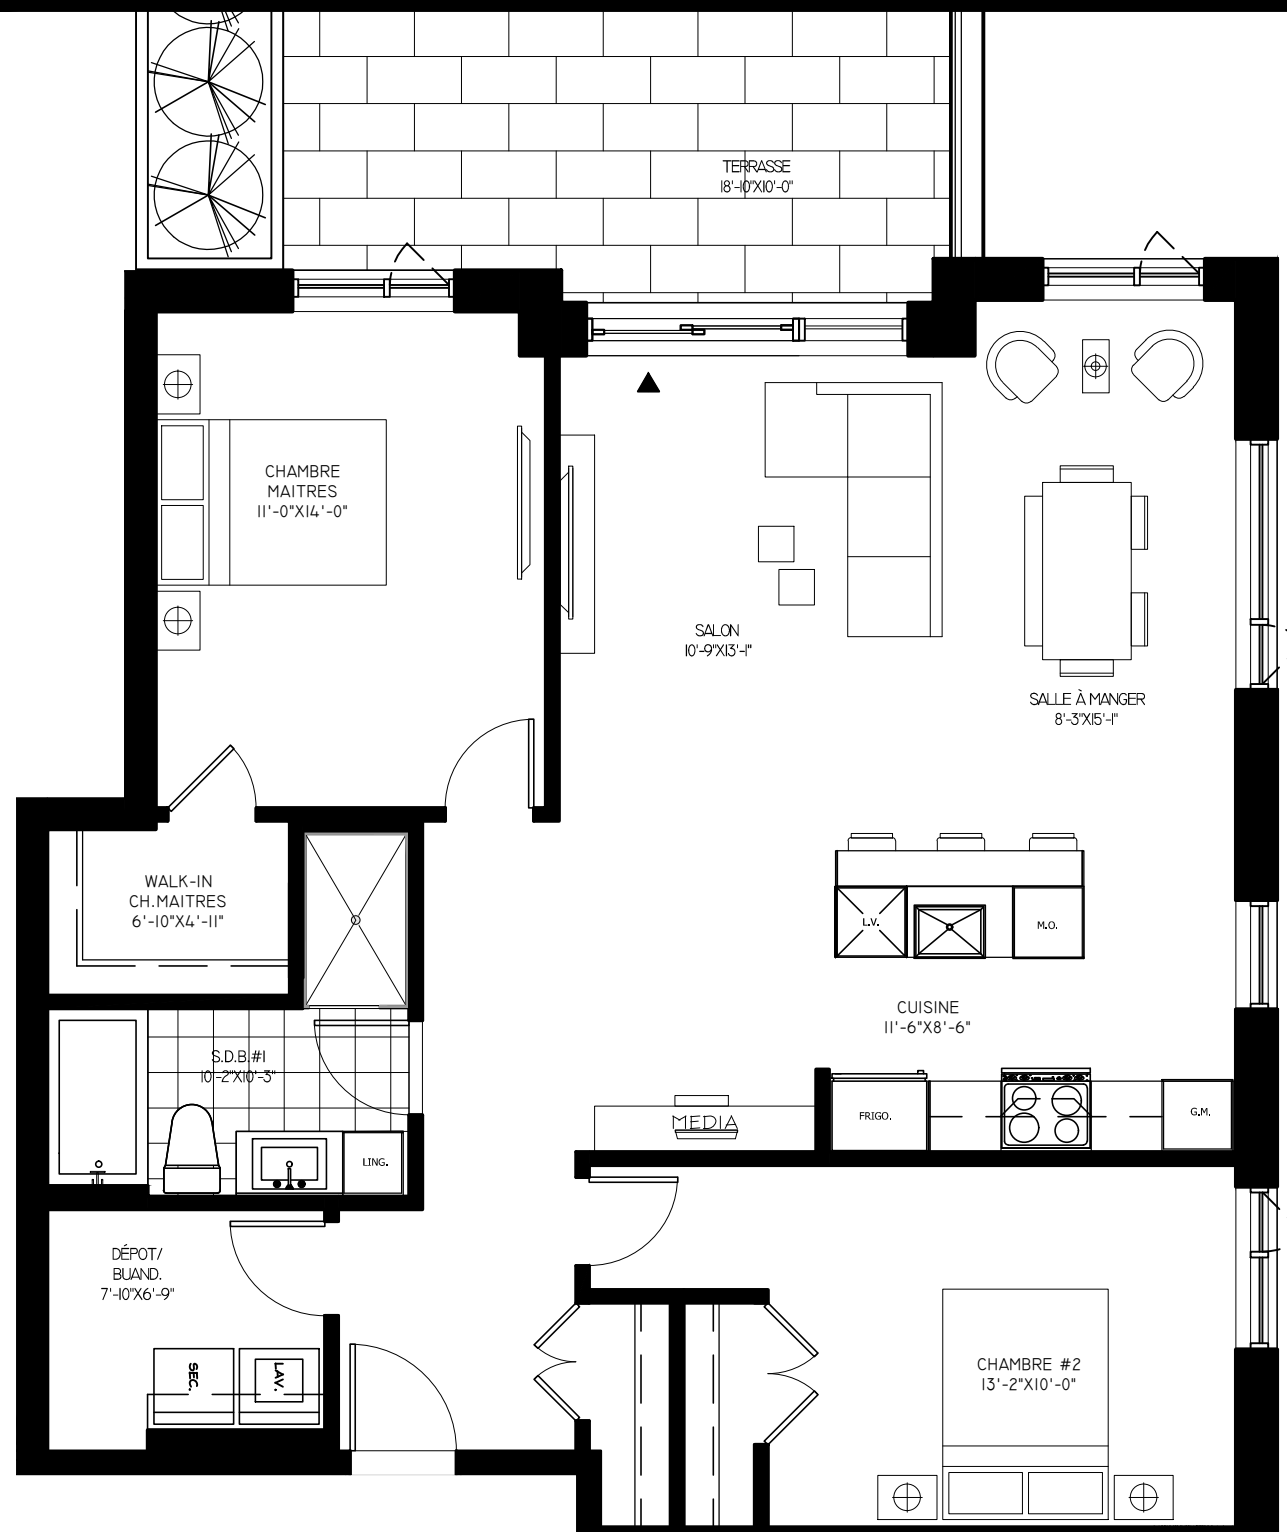 TERRASSE
18'-10"X10'-0"
CHAMBRE
MAITRES
11'-0"X14'-0"
SALON
10'-9"X13'-1"
SALLE À MANGER
8'-3"X15'-1"
WALK-IN
CH.MAITRES
6'-10"X4'-11"
L.V.
M.O.
CUISINE
11'-6"X8'-6"
S.D.B.#1
10'-2"X10'-3"
MEDIA
FRIGO.
G.M.
LING.
DÉPOT/
BUAND.
7'-10"X6'-9"
SEC.
LAV.
CHAMBRE #2
13'-2"X10'-0"